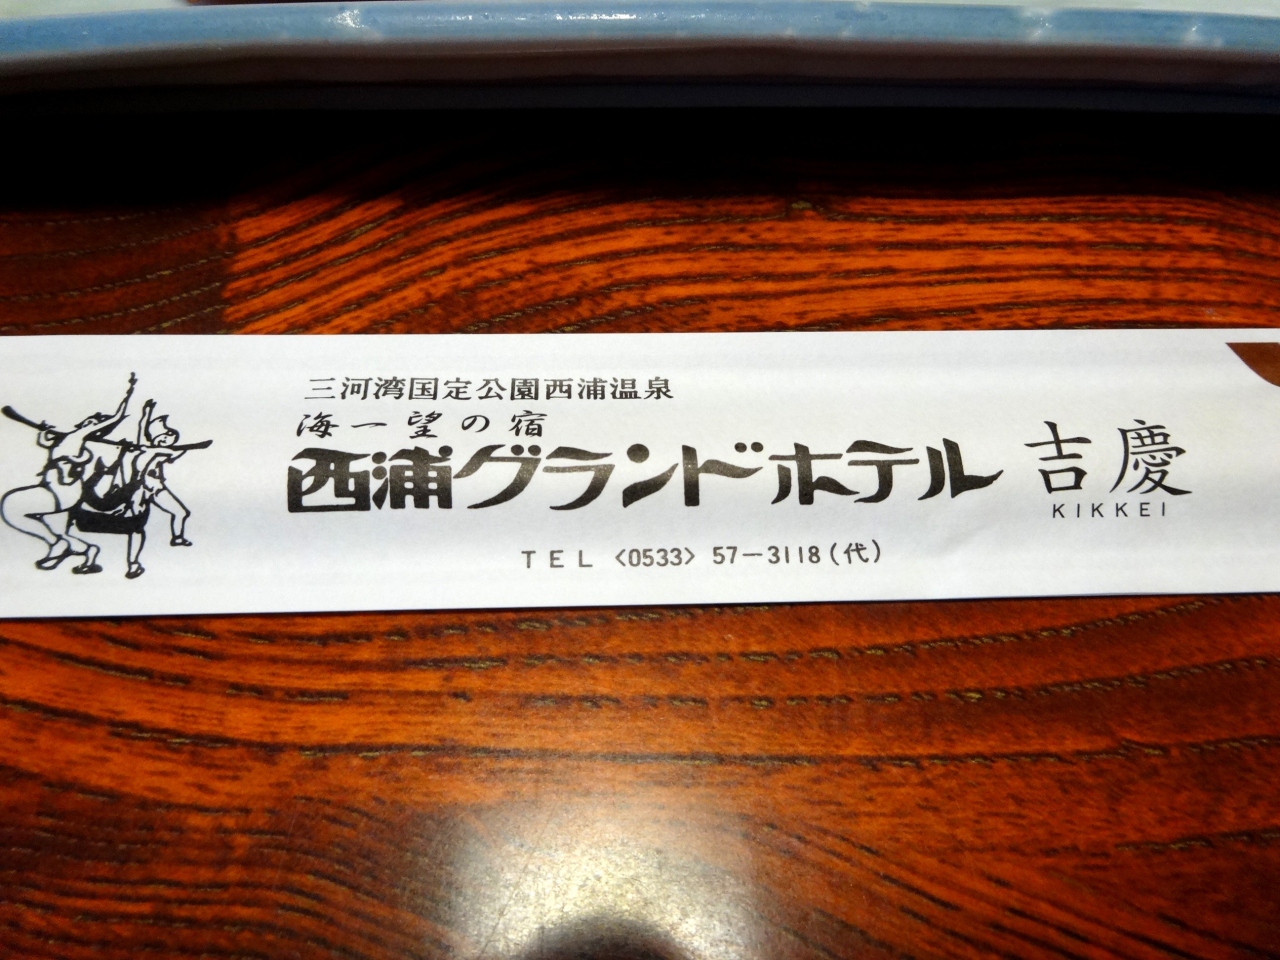 三河湾国定公園西浦温泉
海一望の宿
西浦グランドホテル 吉慶
KIKKEI
TEL <0533> 57-3118(代)